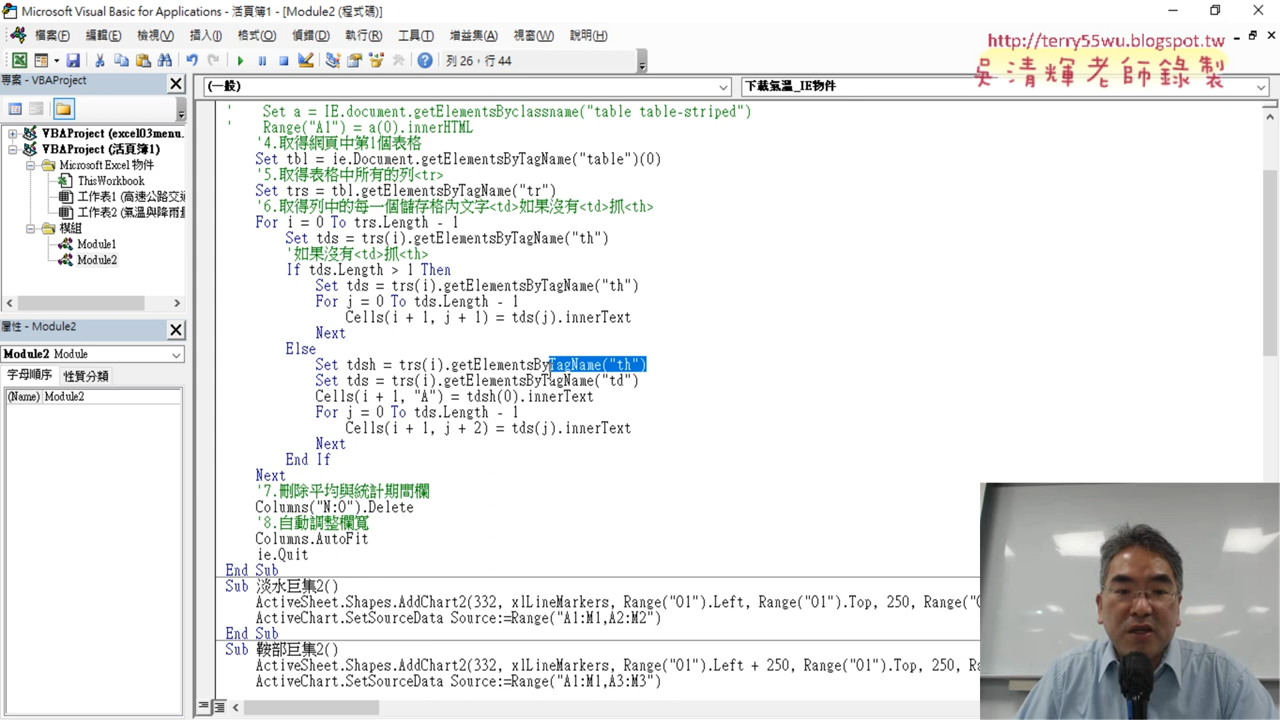 Microsoft Visual Basic for Applications - 活頁簿1 - [Module2 (程式碼)]
檔案(F) 編輯(E) 檢視(V) 插入(I) 格式(O) 偵錯(D) 執行(R) 工具(T) 增益集(A) 視窗(W) 說明(H)
http://terry55wu.blogspot.tw
吳清輝老師錄製
列 26，行 44
專案 - VBAProject
(一般)
下載氣溫_IE物件
VBAProject (excel03menu.
VBAProject (活頁簿1)
Microsoft Excel 物件
ThisWorkbook
工作表1 (高速公路交通
工作表2 (氣溫與降雨量
模組
Module1
Module2
屬性 - Module2
Module2 Module
字母順序 性質分類
(Name) Module2
'    Set a = IE.document.getElementsByclassname("table table-striped")
'    Range("A1") = a(0).innerHTML
'4.取得網頁中第1個表格
Set tbl = ie.Document.getElementsByTagName("table")(0)
'5.取得表格中所有的列<tr>
Set trs = tbl.getElementsByTagName("tr")
'6.取得列中的每一個儲存格內文字<td>如果沒有<td>抓<th>
For i = 0 To trs.Length - 1
Set tds = trs(i).getElementsByTagName("th")
'如果沒有<td>抓<th>
If tds.Length > 1 Then
Set tds = trs(i).getElementsByTagName("th")
For j = 0 To tds.Length - 1
Cells(i + 1, j + 1) = tds(j).innerText
Next
Else
Set tdsh = trs(i).getElementsByTagName("th")
Set tds = trs(i).getElementsByTagName("td")
Cells(i + 1, "A") = tdsh(0).innerText
For j = 0 To tds.Length - 1
Cells(i + 1, j + 2) = tds(j).innerText
Next
End If
Next
'7.刪除平均與統計期間欄
Columns("N:O").Delete
'8.自動調整欄寬
Columns.AutoFit
ie.Quit
End Sub
Sub 淡水巨集2()
ActiveSheet.Shapes.AddChart2(332, xlLineMarkers, Range("O1").Left, Range("O1").Top, 250, Range("O
ActiveChart.SetSourceData Source:=Range("A1:M1,A2:M2")
End Sub
Sub 鞍部巨集2()
ActiveSheet.Shapes.AddChart2(332, xlLineMarkers, Range("O1").Left + 250, Range("O1").Top, 250, Ra
ActiveChart.SetSourceData Source:=Range("A1:M1,A3:M3")